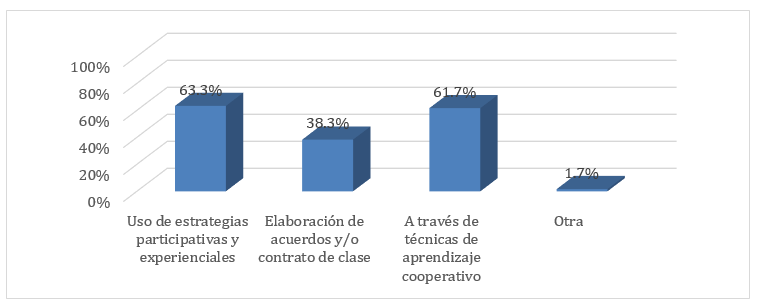 100%
80%
60%
40%
20%
0%
63.3%
38.3%
61.7%
1.7%
Uso de estrategias
participativas y
experienciales
Elaboración de
acuerdos y/o
contrato de clase
A través de
técnicas de
aprendizaje
cooperativo
Otra